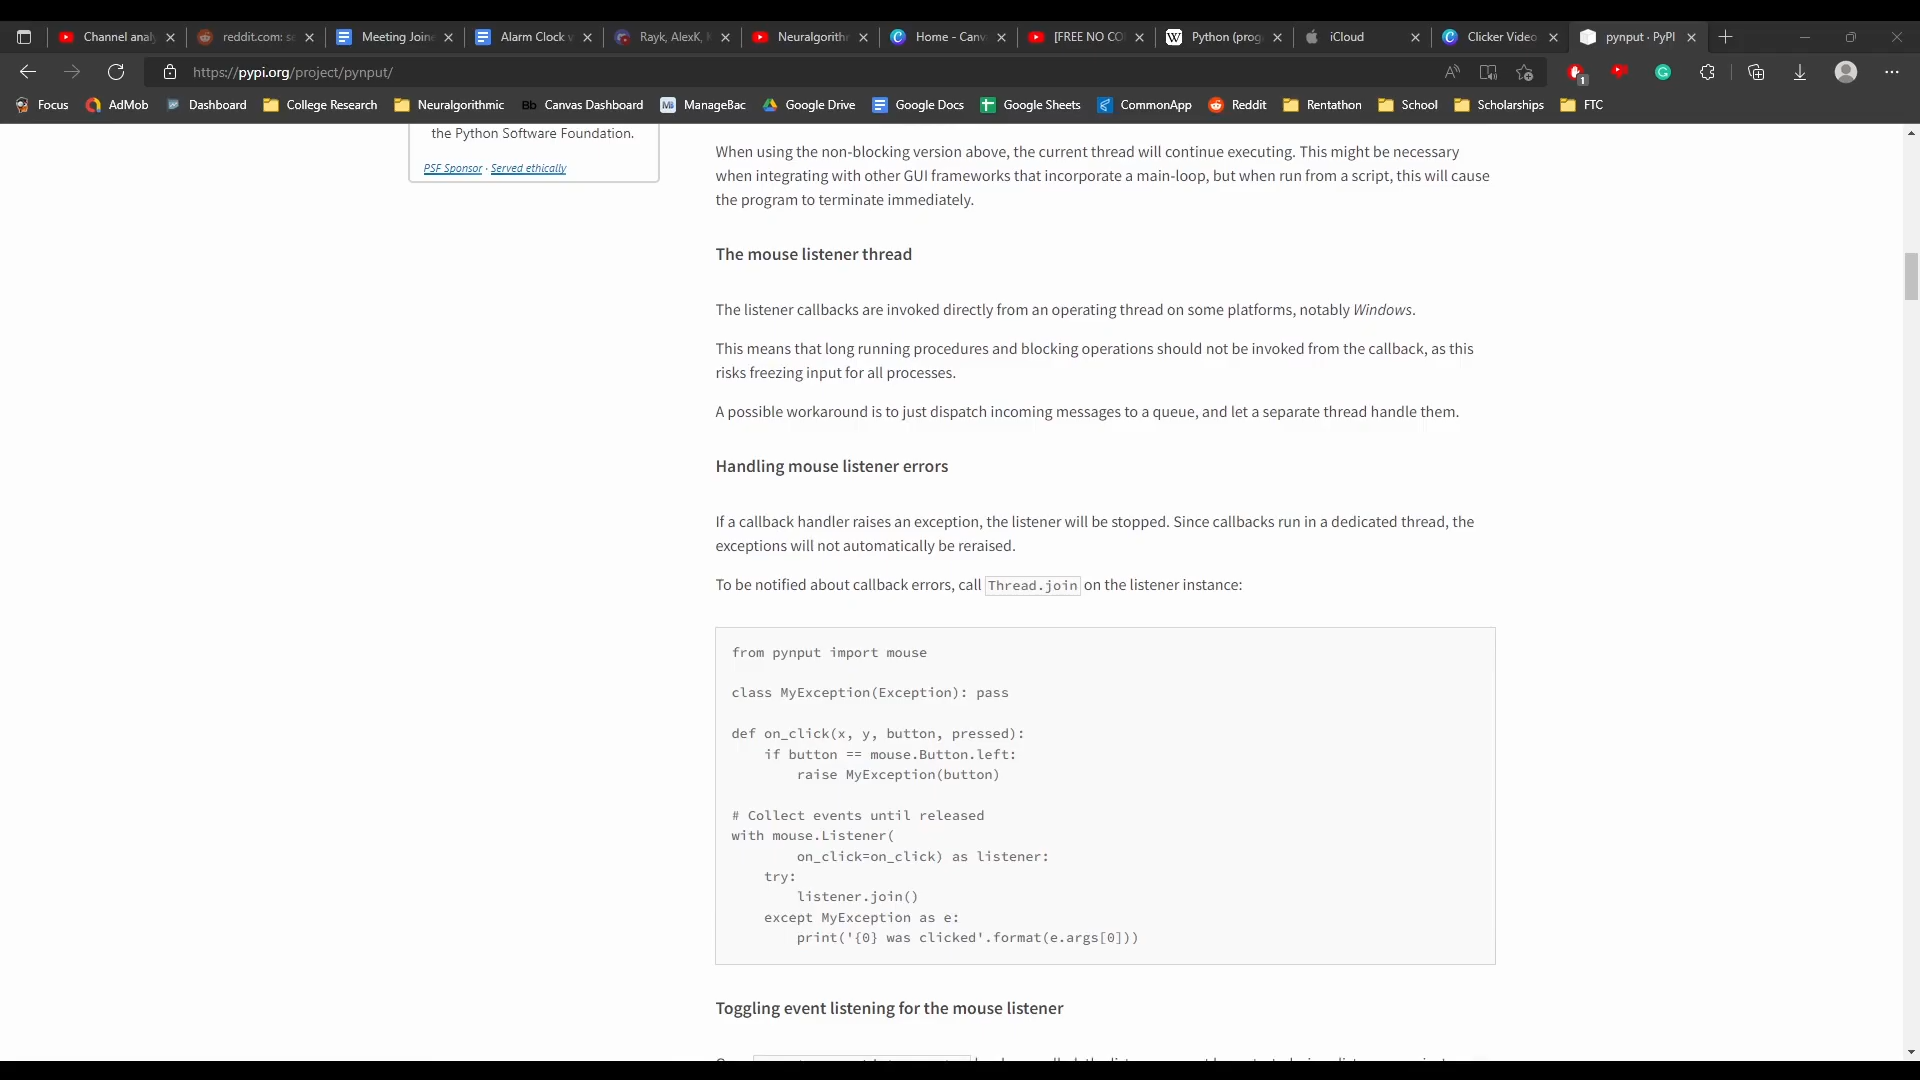 Channel analy
reddit.com: se
Meeting Joine
Alarm Clock v
Rayk, AlexK,
Neuralgorithm
Home - Canv
[FREE NO CO
Python (prog
iCloud
Clicker Video
pynput · PyPI
https://pypi.org/project/pynput/
1
Focus
AdMob
Dashboard
College Research
Neuralgorithmic
Bb Canvas Dashboard
ManageBac
Google Drive
Google Docs
Google Sheets
CommonApp
Reddit
Rentathon
School
Scholarships
FTC
the Python Software Foundation.
PSF Sponsor · Served ethically
When using the non-blocking version above, the current thread will continue executing. This might be necessary
when integrating with other GUI frameworks that incorporate a main-loop, but when run from a script, this will cause
the program to terminate immediately.
The mouse listener thread
The listener callbacks are invoked directly from an operating thread on some platforms, notably Windows.
This means that long running procedures and blocking operations should not be invoked from the callback, as this
risks freezing input for all processes.
A possible workaround is to just dispatch incoming messages to a queue, and let a separate thread handle them.
Handling mouse listener errors
If a callback handler raises an exception, the listener will be stopped. Since callbacks run in a dedicated thread, the
exceptions will not automatically be reraised.
To be notified about callback errors, call Thread.join on the listener instance:
from pynput import mouse
class MyException(Exception): pass
def on_click(x, y, button, pressed):
    if button == mouse.Button.left:
        raise MyException(button)
# Collect events until released
with mouse.Listener(
        on_click=on_click) as listener:
    try:
        listener.join()
    except MyException as e:
        print('{0} was clicked'.format(e.args[0]))
Toggling event listening for the mouse listener